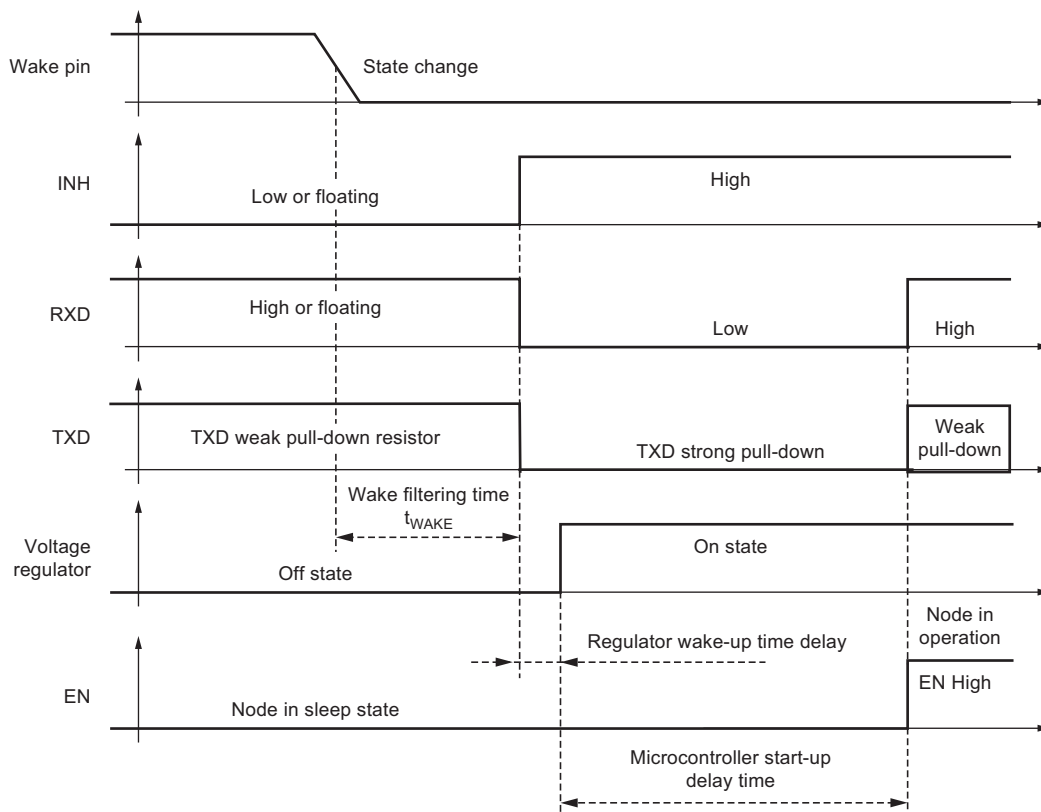 Wake pin
State change
INH
Low or floating
High
RXD
High or floating
Low
High
TXD
TXD weak pull-down resistor
TXD strong pull-down
Weak
pull-down
Wake filtering time
tWAKE
Voltage
regulator
Off state
On state
Regulator wake-up time delay
Node in
operation
EN
Node in sleep state
EN High
Microcontroller start-up
delay time